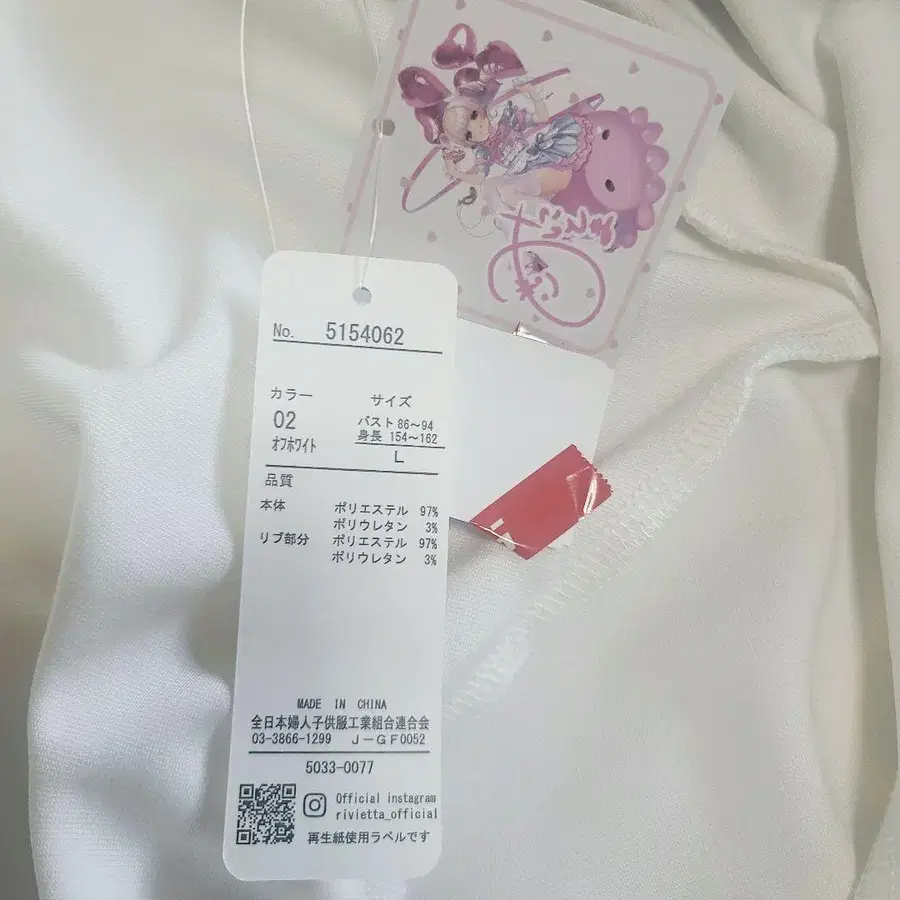 No. 5154062
カラー サイズ
02 バスト 86～94
オフホワイト 身長 154～162
L
品質
本体 ポリエステル 97%
ポリウレタン 3%
リブ部分 ポリエステル 97%
ポリウレタン 3%
MADE IN CHINA
全日本婦人子供服工業組合連合会
03-3866-1299 J-GF0052
5033-0077
Official instagram
rivietta_official
再生紙使用ラベルです